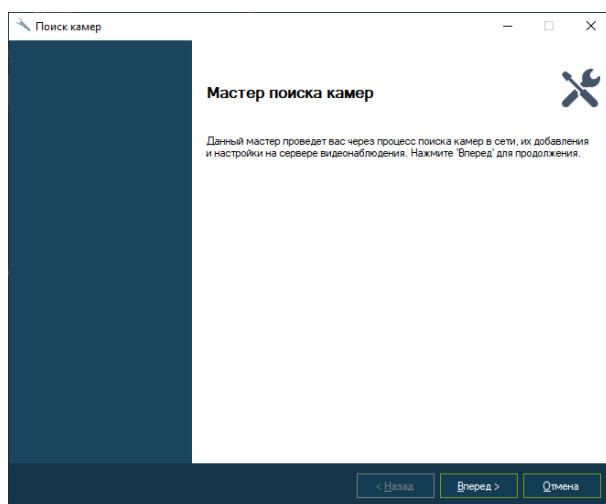 Поиск камер
Мастер поиска камер
Данный мастер проведет вас через процесс поиска камер в сети, их добавления
и настройки на сервере видеонаблюдения. Нажмите 'Вперед' для продолжения.
< Назад
Вперед >
Отмена